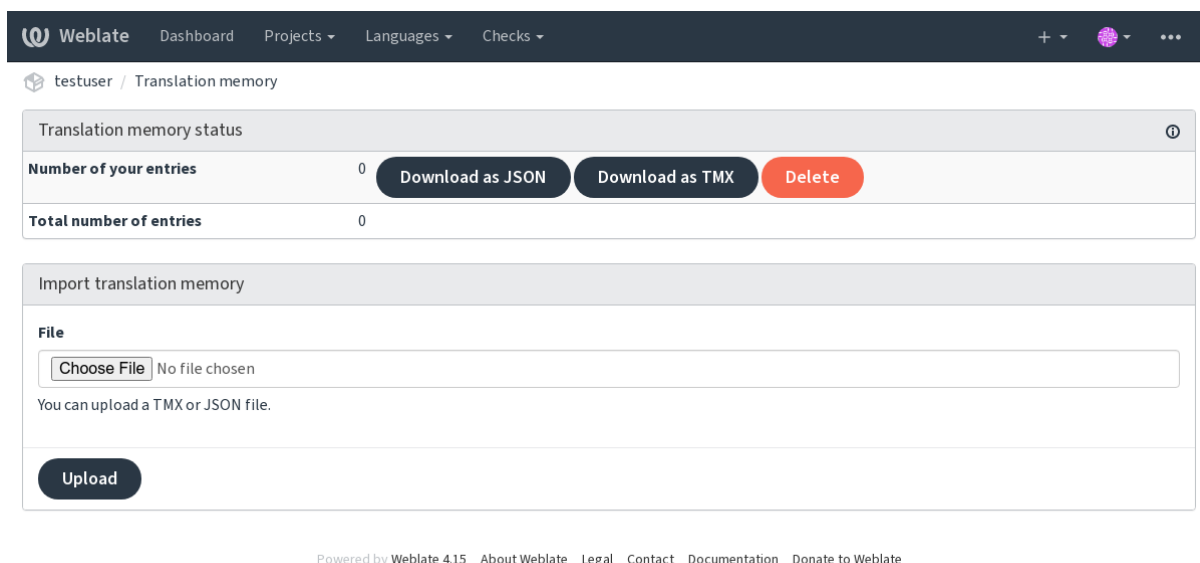 Weblate Dashboard Projects Languages Checks
testuser / Translation memory
Translation memory status
Number of your entries 0 Download as JSON Download as TMX Delete
Total number of entries 0
Import translation memory
File
Choose File No file chosen
You can upload a TMX or JSON file.
Upload
Powered by Weblate 4.15 About Weblate Legal Contact Documentation Donate to Weblate